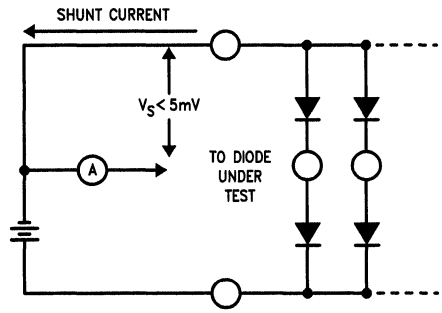 SHUNT CURRENT
VS< 5mV
A
TO DIODE
UNDER
TEST